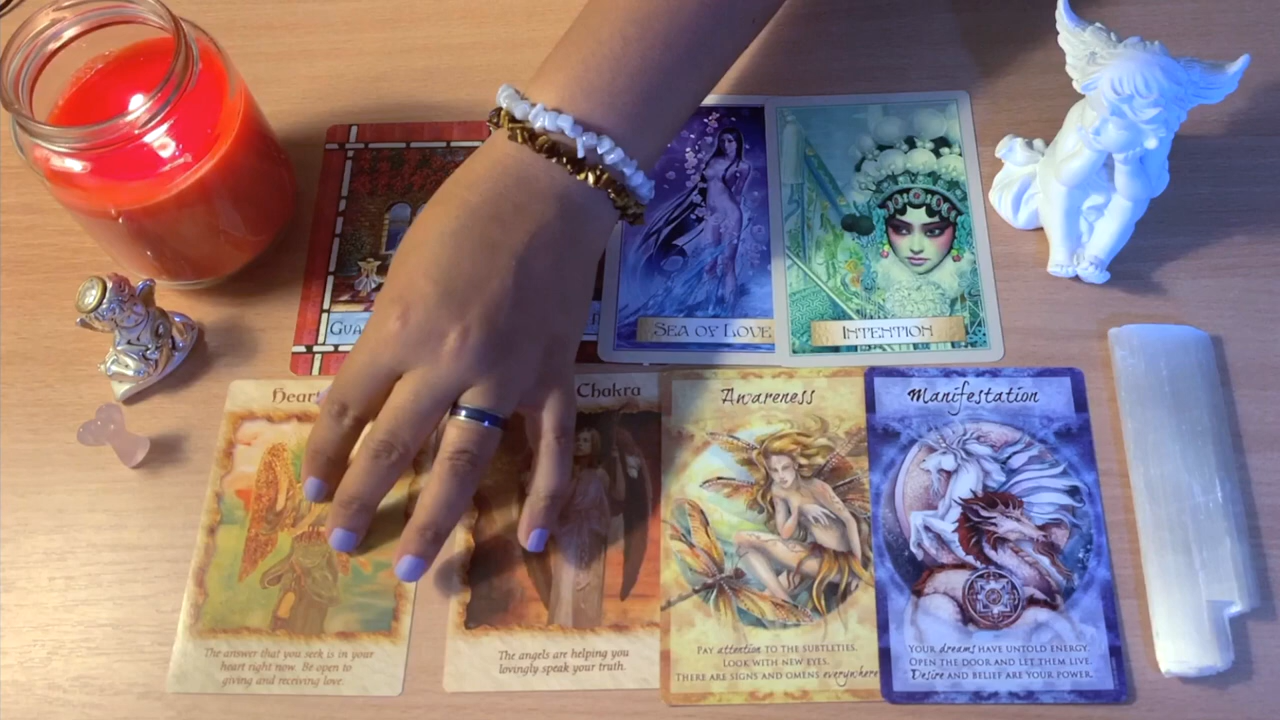 Gua
Sea of Love
Intention
Heart
Chakra
Awareness
Manifestation
The answer that you seek is in your
heart right now. Be open to
giving and receiving love.
The angels are helping you
lovingly speak your truth.
Pay attention to the subtleties.
Look with new eyes.
There are signs and omens everywhere
Your dreams have untold energy.
Open the door and let them live.
Desire and belief are your power.